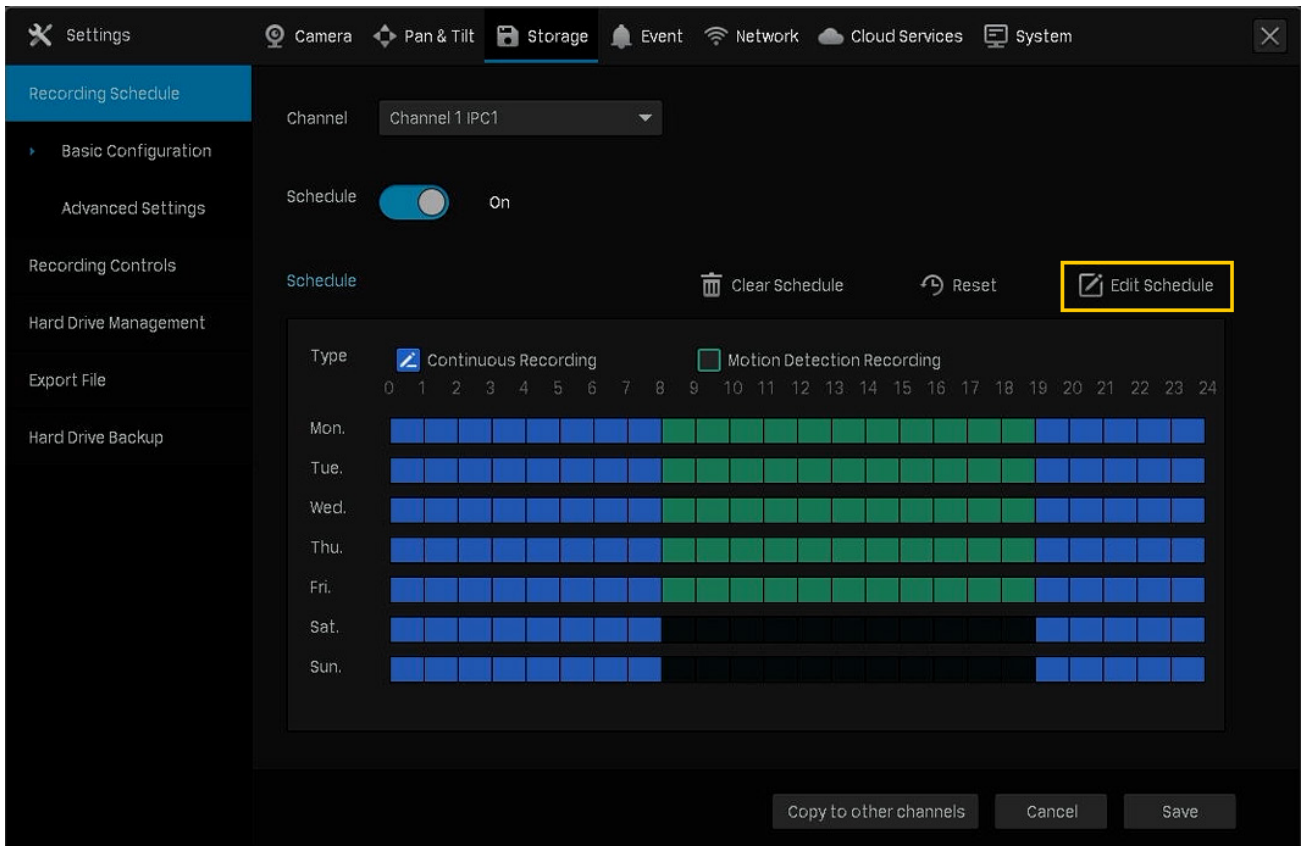 Settings
Camera Pan & Tilt Storage Event Network Cloud Services System
Recording Schedule
Basic Configuration
Advanced Settings
Recording Controls
Hard Drive Management
Export File
Hard Drive Backup
Channel Channel 1 IPC1
Schedule On
Schedule Clear Schedule Reset Edit Schedule
Type Continuous Recording Motion Detection Recording
0 1 2 3 4 5 6 7 8 9 10 11 12 13 14 15 16 17 18 19 20 21 22 23 24
Mon.
Tue.
Wed.
Thu.
Fri.
Sat.
Sun.
Copy to other channels Cancel Save